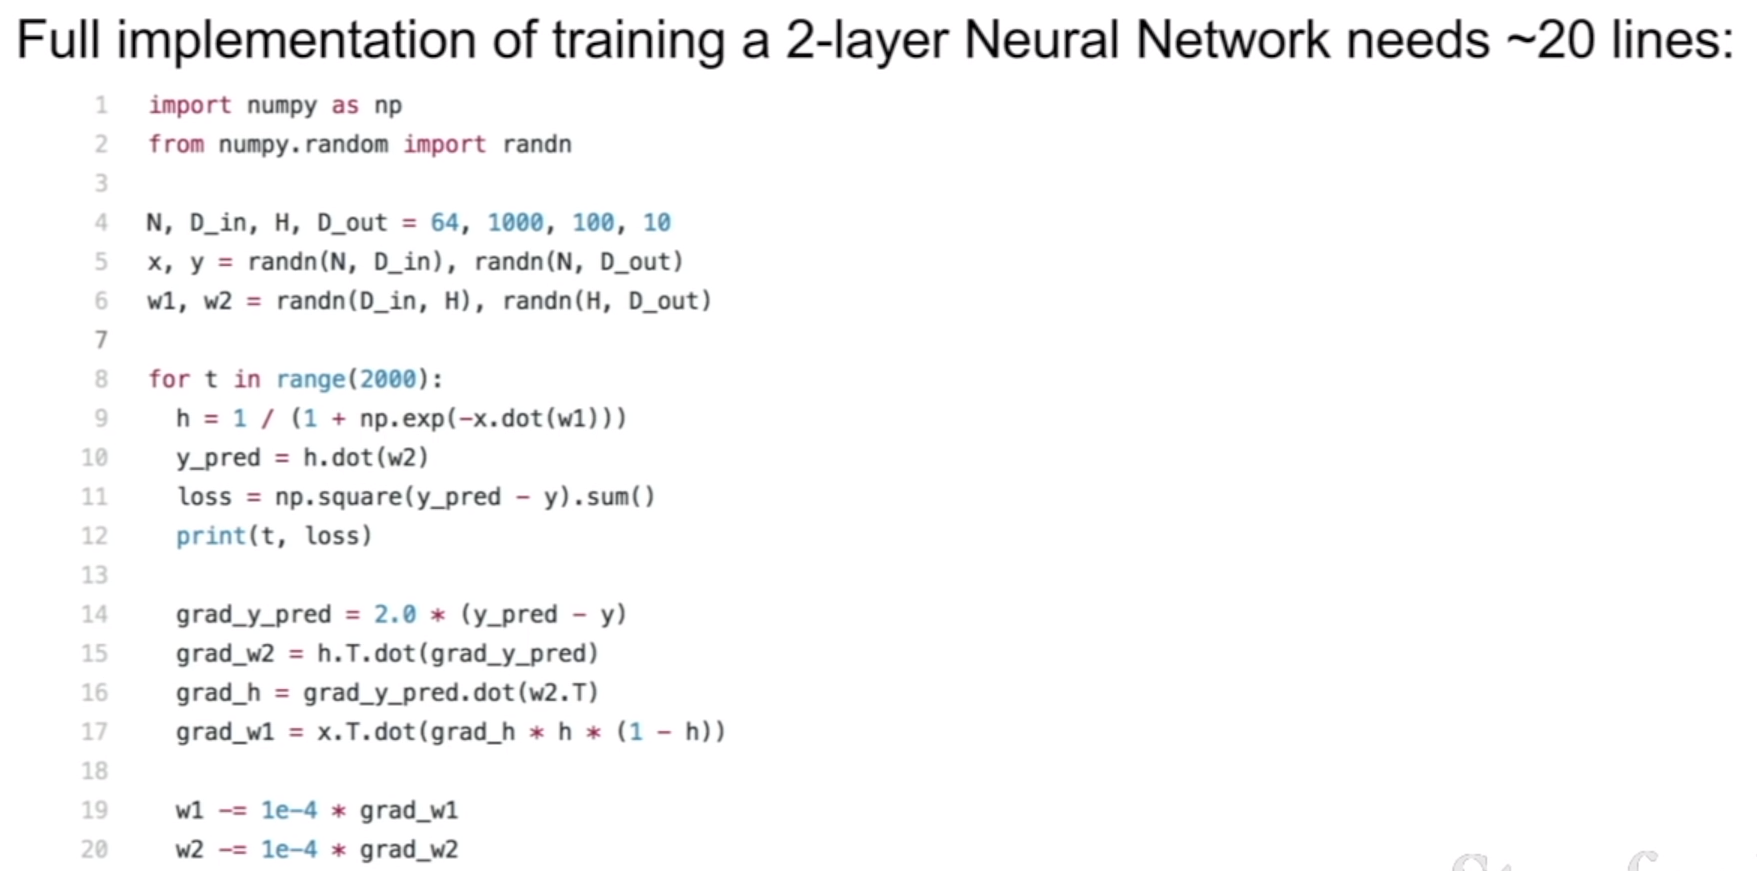 Full implementation of training a 2-layer Neural Network needs ~20 lines:
1 import numpy as np
2 from numpy.random import randn
3
4 N, D_in, H, D_out = 64, 1000, 100, 10
5 x, y = randn(N, D_in), randn(N, D_out)
6 w1, w2 = randn(D_in, H), randn(H, D_out)
7
8 for t in range(2000):
9   h = 1 / (1 + np.exp(-x.dot(w1)))
10   y_pred = h.dot(w2)
11   loss = np.square(y_pred - y).sum()
12   print(t, loss)
13
14   grad_y_pred = 2.0 * (y_pred - y)
15   grad_w2 = h.T.dot(grad_y_pred)
16   grad_h = grad_y_pred.dot(w2.T)
17   grad_w1 = x.T.dot(grad_h * h * (1 - h))
18
19   w1 -= 1e-4 * grad_w1
20   w2 -= 1e-4 * grad_w2